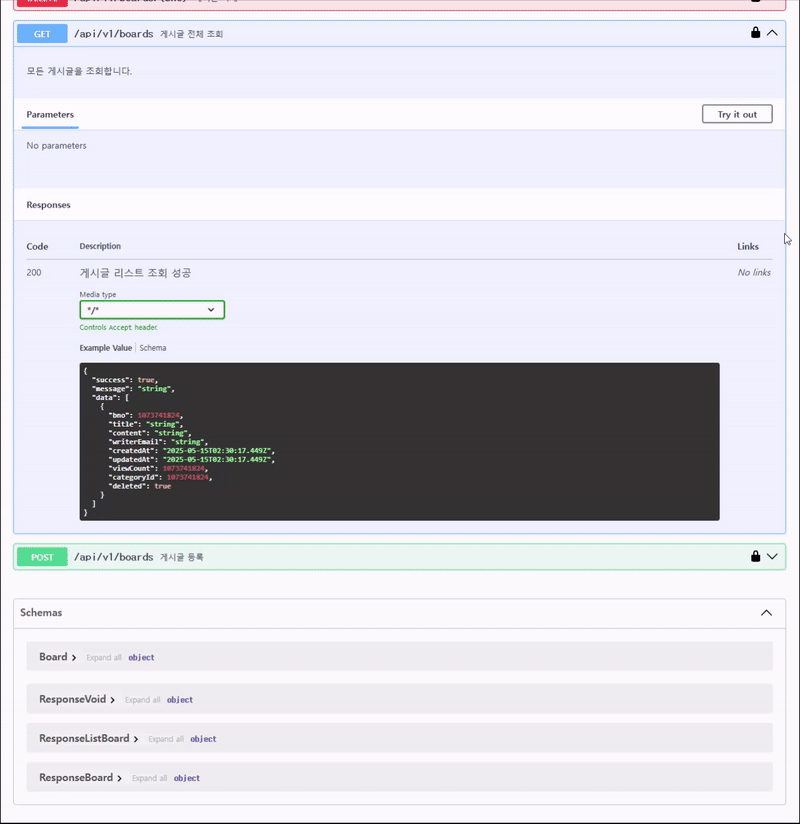 GET /api/v1/boards 게시글 전체 조회
모든 게시글을 조회합니다.
Parameters
Try it out
No parameters
Responses
Code Description Links
200 게시글 리스트 조회 성공 No links
Media type
*/*
Controls Accept header.
Example Value Schema
{
"success": true,
"message": "string",
"data": [
{
"bno": 1073741824,
"title": "string",
"content": "string",
"writerEmail": "string",
"createdAt": "2025-05-15T02:30:17.449Z",
"updatedAt": "2025-05-15T02:30:17.449Z",
"viewCount": 1073741824,
"categoryId": 1073741824,
"deleted": true
}
]
}
POST /api/v1/boards 게시글 등록
Schemas
Board Expand all object
ResponseVoid Expand all object
ResponseListBoard Expand all object
ResponseBoard Expand all object